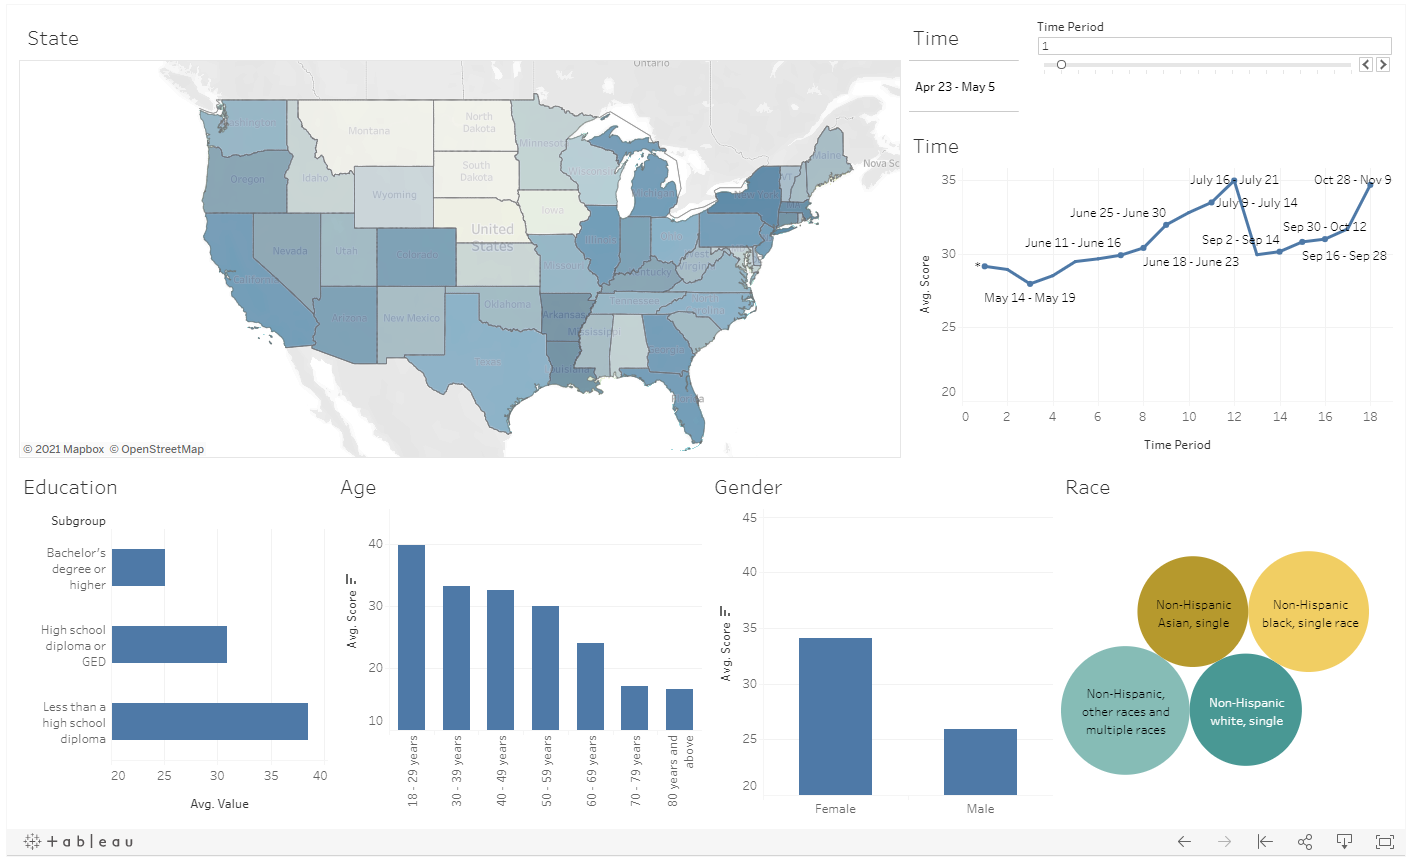 State
Time
Time Period
1
Apr 23 - May 5
Ontario
Washington
Montana
North
Dakota
Minnesota
Maine
Nova Sc
Oregon
Idaho
South
Dakota
Wisconsin
VT
Michigan
New York
Wyoming
Iowa
United
States
Nevada
Utah
Colorado
Illinois
Ohio
California
Missouri
West
Virginia
Kentucky
Arizona
New Mexico
Oklahoma
Arkansas
Tennessee
Mississippi
Texas
Georgia
Louisiana
© 2021 Mapbox © OpenStreetMap
Time
35
30
25
20
Avg. Score
July 16 - July 21
Oct 28 - Nov 9
July 9 - July 14
June 25 - June 30
Sep 30 - Oct 12
June 11 - June 16
Sep 2 - Sep 14
Sep 16 - Sep 28
June 18 - June 23
*
May 14 - May 19
0 2 4 6 8 10 12 14 16 18
Time Period
Education
Subgroup
Bachelor's
degree or
higher
High school
diploma or
GED
Less than a
high school
diploma
20 25 30 35 40
Avg. Value
Age
40
30
20
10
Avg. Score
18 - 29 years
30 - 39 years
40 - 49 years
50 - 59 years
60 - 69 years
70 - 79 years
80 years and
above
Gender
45
40
35
30
25
20
Avg. Score
Female Male
Race
Non-Hispanic
Asian, single
Non-Hispanic
black, single race
Non-Hispanic,
other races and
multiple races
Non-Hispanic
white, single
+ a b l e a u